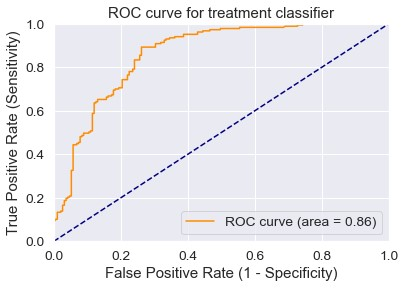 ROC curve for treatment classifier
1.0
0.8
0.6
0.4
0.2
0.0
True Positive Rate (Sensitivity)
ROC curve (area = 0.86)
0.0 0.2 0.4 0.6 0.8 1.0
False Positive Rate (1 - Specificity)